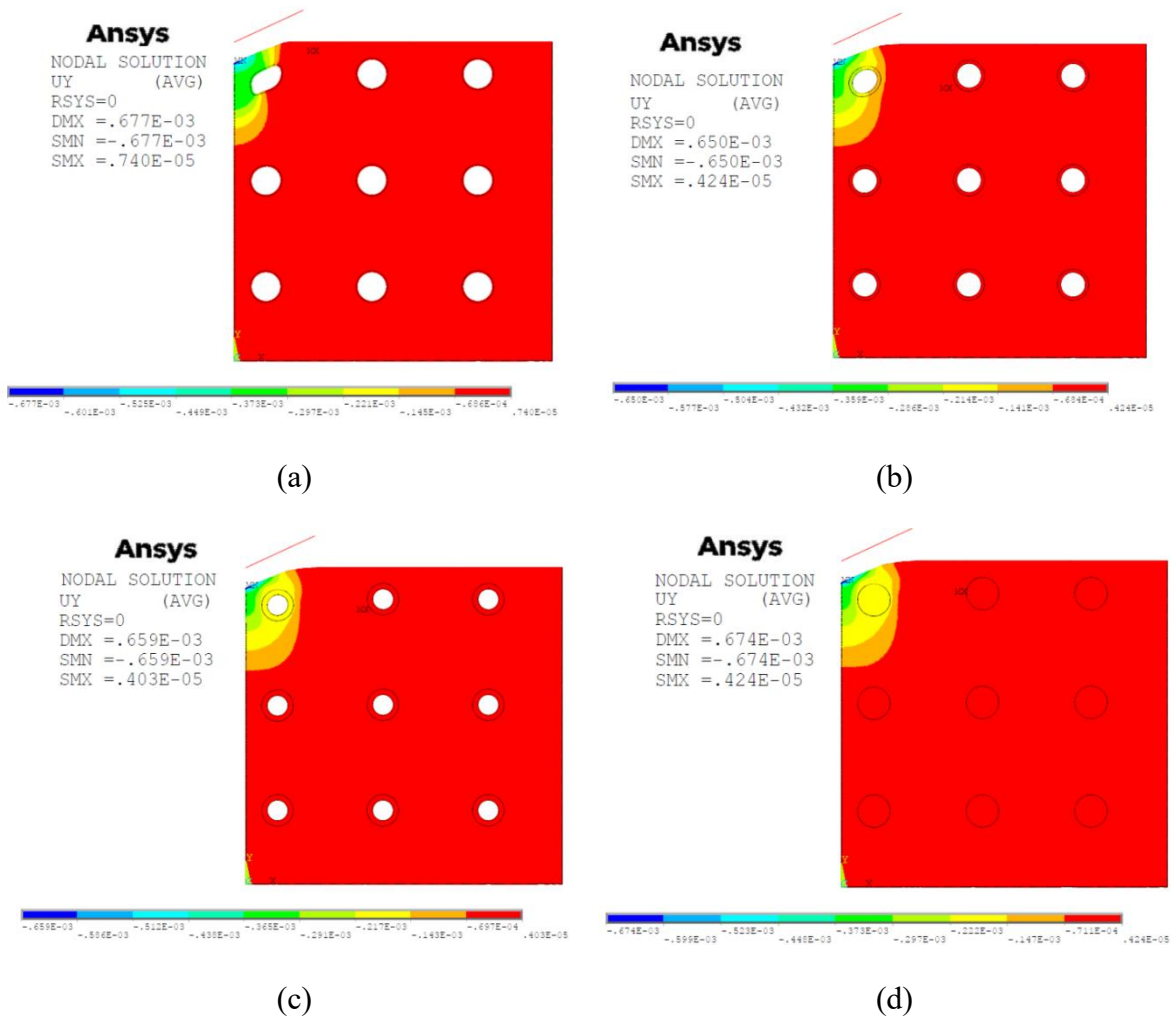 Ansys
NODAL SOLUTION
UY (AVG)
RSYS=0
DMX =.677E-03
SMN =-.677E-03
SMX =.740E-05
MX
Y
X
-.677E-03 -.525E-03 -.373E-03 -.221E-03 -.686E-04
-.601E-03 -.449E-03 -.297E-03 -.145E-03 .740E-05
(a)
Ansys
NODAL SOLUTION
UY (AVG)
RSYS=0
DMX =.650E-03
SMN =-.650E-03
SMX =.424E-05
MX
Y
X
-.650E-03 -.504E-03 -.359E-03 -.214E-03 -.684E-04
-.577E-03 -.432E-03 -.286E-03 -.141E-03 .424E-05
(b)
Ansys
NODAL SOLUTION
UY (AVG)
RSYS=0
DMX =.659E-03
SMN =-.659E-03
SMX =.403E-05
MX
Y
X
-.659E-03 -.512E-03 -.365E-03 -.217E-03 -.697E-04
-.586E-03 -.438E-03 -.291E-03 -.143E-03 .403E-05
(c)
Ansys
NODAL SOLUTION
UY (AVG)
RSYS=0
DMX =.674E-03
SMN =-.674E-03
SMX =.424E-05
MX
Y
X
-.674E-03 -.523E-03 -.373E-03 -.222E-03 -.711E-04
-.599E-03 -.448E-03 -.297E-03 -.147E-03 .424E-05
(d)